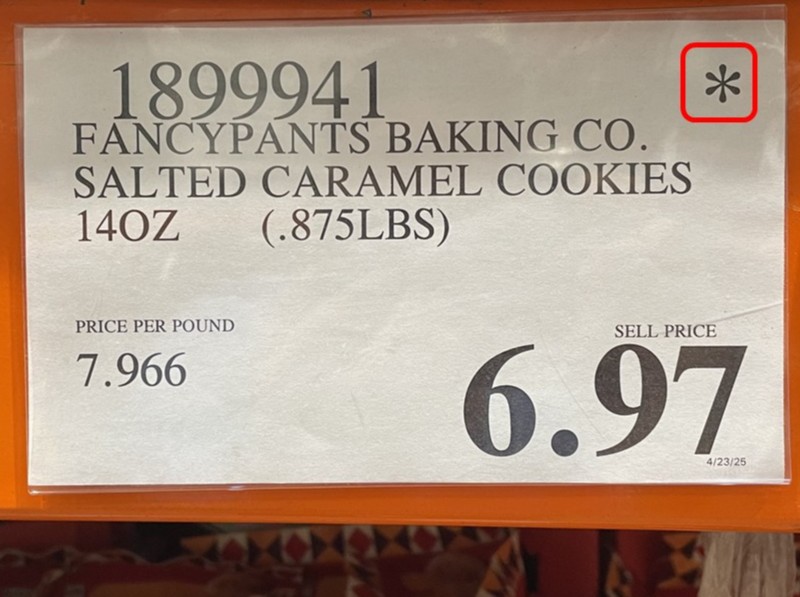 1899941 *
FANCYPANTS BAKING CO.
SALTED CARAMEL COOKIES
14OZ (.875LBS)
PRICE PER POUND
7.966
SELL PRICE
6.97
4/23/25